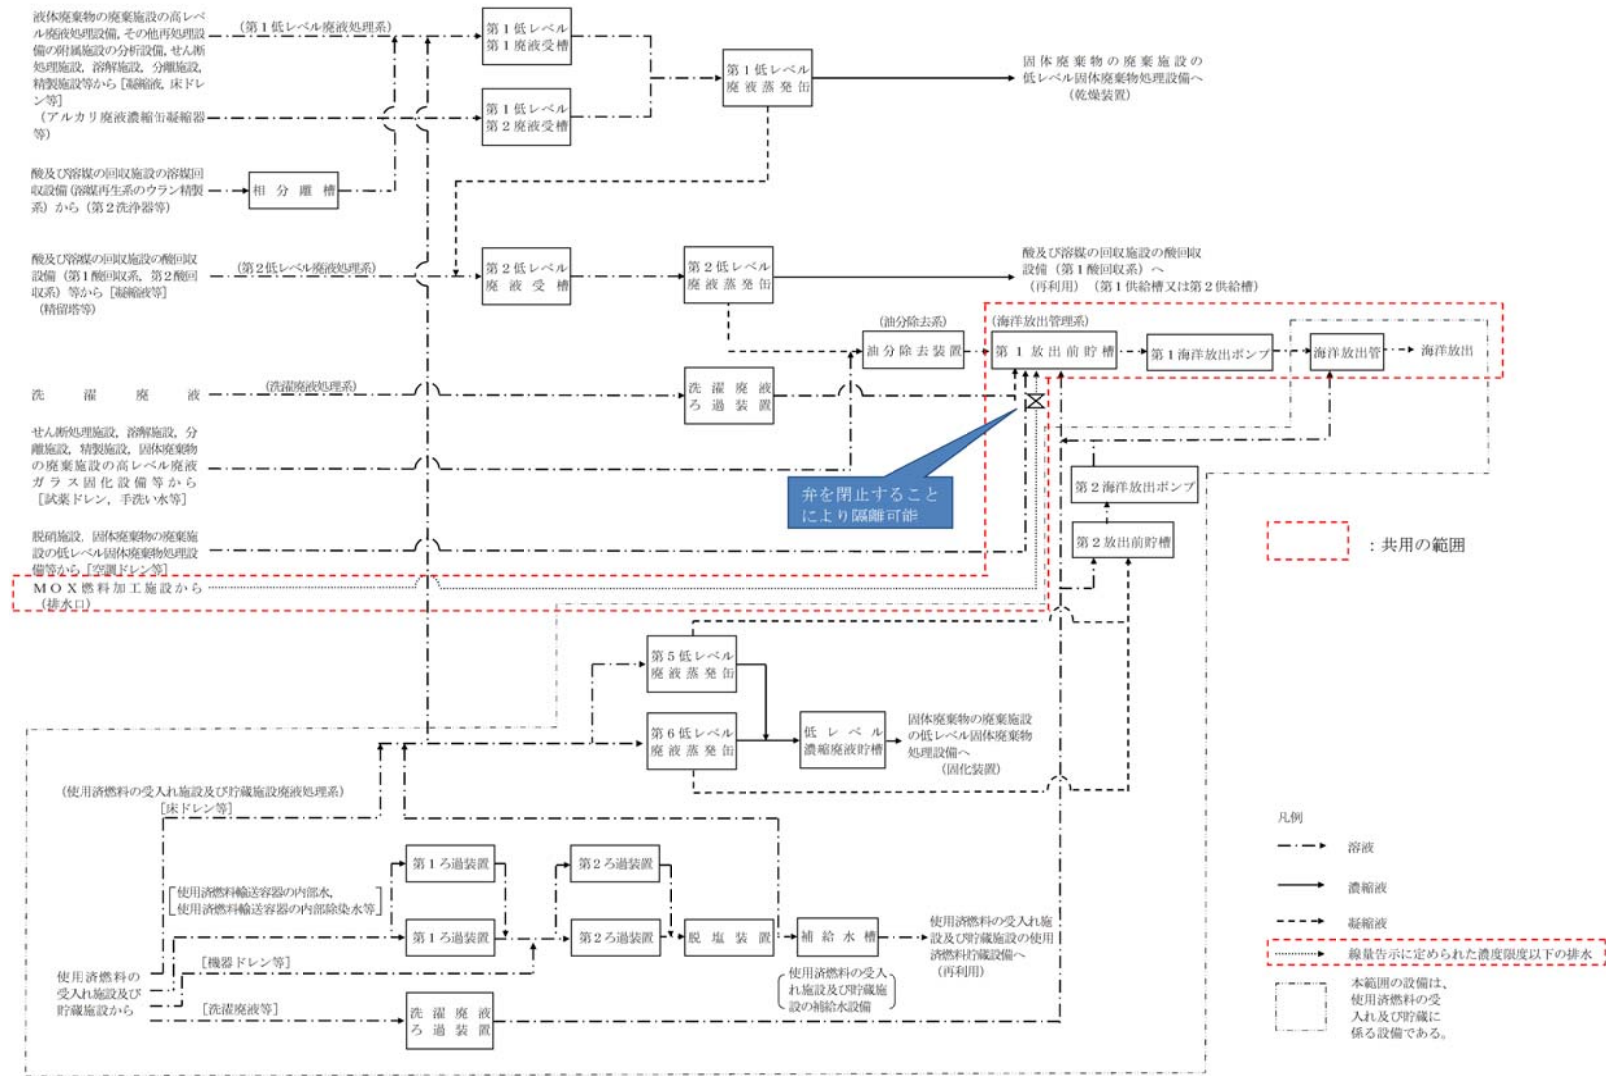 液体廃棄物の廃棄施設の高レベ
ル廃液処理設備，その他再処理設
備の附属施設の分析設備，せん断
処理施設，溶解施設，分離施設，
精製施設等から［凝縮液，床ドレ
ン等］
（アルカリ廃液濃縮缶凝縮器
等）
（第１低レベル廃液処理系）
第１低レベル
第１廃液受槽
第１低レベル
第２廃液受槽
第１低レベル
廃液蒸発缶
固体廃棄物の廃棄施設の
低レベル固体廃棄物処理設備へ
（乾燥装置）
酸及び溶媒の回収施設の溶媒回
収設備（溶媒再生系のウラン精製
系）から（第２洗浄器等）
相分離槽
酸及び溶媒の回収施設の酸回収
設備（第１酸回収系，第２酸回
収系）等から［凝縮液等］
（精留塔等）
（第２低レベル廃液処理系）
第２低レベル
廃液受槽
第２低レベル
廃液蒸発缶
酸及び溶媒の回収施設の酸回収
設備（第１酸回収系）へ
（再利用）（第１供給槽又は第２供給槽）
（油分除去系）
油分除去装置
（海洋放出管理系）
第１放出前貯槽
第１海洋放出ポンプ
海洋放出管
海洋放出
洗濯廃液
（洗濯廃液処理系）
洗濯廃液
ろ過装置
せん断処理施設，溶解施設，分
離施設，精製施設，固体廃棄物
の廃棄施設の高レベル廃液
ガラス固化設備等から
［試薬ドレン，手洗い水等］
弁を閉止すること
により隔離可能
第２海洋放出ポンプ
第２放出前貯槽
：共用の範囲
脱硝施設，固体廃棄物の廃棄施
設の低レベル固体廃棄物処理設
備等から［空調ドレン等］
ＭＯＸ燃料加工施設から
（排水口）
第５低レベル
廃液蒸発缶
第６低レベル
廃液蒸発缶
低レベル
濃縮廃液貯槽
固体廃棄物の廃棄施設
の低レベル固体廃棄物
処理設備へ
（固化装置）
（使用済燃料の受入れ施設及び貯蔵施設廃液処理系）
［床ドレン等］
第１ろ過装置
第２ろ過装置
［使用済燃料輸送容器の内部水，
使用済燃料輸送容器の内部除染水等］
第１ろ過装置
第２ろ過装置
脱塩装置
補給水槽
使用済燃料の受入れ施
設及び貯蔵施設の使用
済燃料貯蔵設備へ
（再利用）
［機器ドレン等］
使用済燃料の
受入れ施設及び
貯蔵施設から
（使用済燃料の受入
れ施設及び貯蔵施
設の補給水設備）
［洗濯廃液等］
洗濯廃液
ろ過装置
凡例
溶液
濃縮液
凝縮液
線量告示に定められた濃度限度以下の排水
本範囲の設備は、
使用済燃料の受
入れ及び貯蔵に
係る設備である。